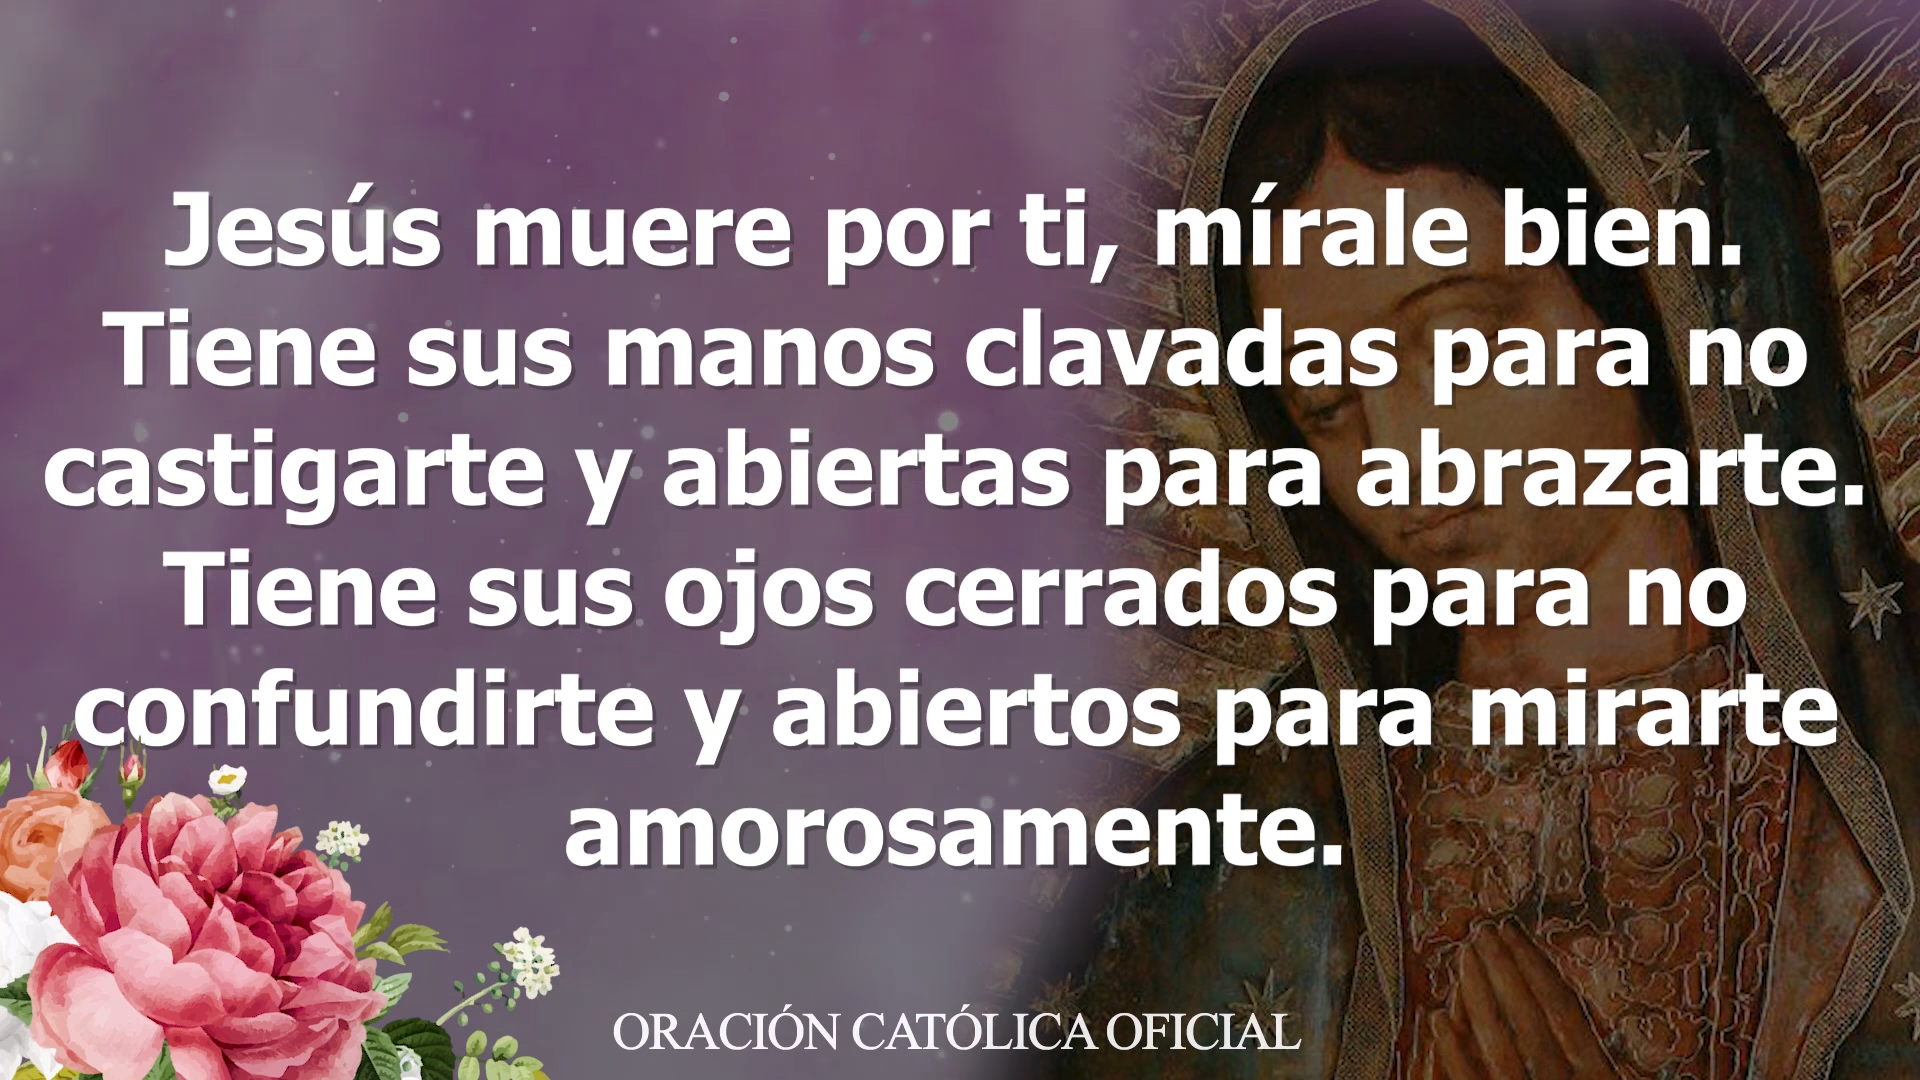 Jesús muere por ti, mírale bien.
Tiene sus manos clavadas para no
castigarte y abiertas para abrazarte.
Tiene sus ojos cerrados para no
confundirte y abiertos para mirarte
amorosamente.
ORACIÓN CATÓLICA OFICIAL